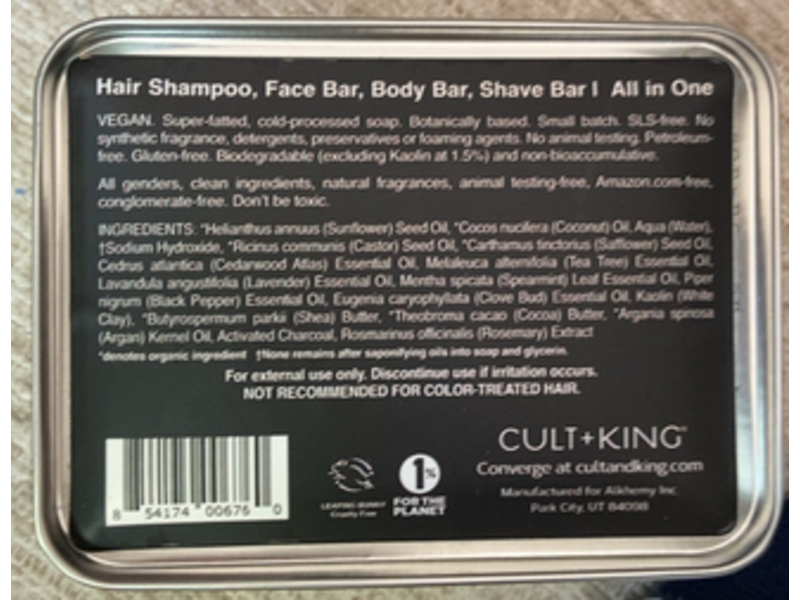 Hair Shampoo, Face Bar, Body Bar, Shave Bar I All in One
VEGAN. Super-fatted, cold-processed soap. Botanically based. Small batch. SLS-free. No
synthetic fragrance, detergents, preservatives or foaming agents. No animal testing. Petroleum-
free. Gluten-free. Biodegradable (excluding Kaolin at 1.5%) and non-bioaccumulative.
All genders, clean ingredients, natural fragrances, animal testing-free, Amazon.com-free,
conglomerate-free. Don't be toxic.
INGREDIENTS: *Helianthus annuus (Sunflower) Seed Oil, *Cocos nucifera (Coconut) Oil, Aqua (Water),
†Sodium Hydroxide, *Ricinus communis (Castor) Seed Oil, *Carthamus tinctorius (Safflower) Seed Oil,
Cedrus atlantica (Cedarwood Atlas) Essential Oil, Melaleuca alternifolia (Tea Tree) Essential Oil,
Lavandula angustifolia (Lavender) Essential Oil, Mentha spicata (Spearmint) Leaf Essential Oil, Piper
nigrum (Black Pepper) Essential Oil, Eugenia caryophyllata (Clove Bud) Essential Oil, Kaolin (White
Clay), *Butyrospermum parkii (Shea) Butter, *Theobroma cacao (Cocoa) Butter, *Argania spinosa
(Argan) Kernel Oil, Activated Charcoal, Rosmarinus officinalis (Rosemary) Extract
*denotes organic ingredient †None remains after saponifying oils into soap and glycerin.
For external use only. Discontinue use if irritation occurs.
NOT RECOMMENDED FOR COLOR-TREATED HAIR.
CULT+KING
Converge at cultandking.com
Manufactured for Alkhemy Inc.
Park City, UT 84098
LEAPING BUNNY
Cruelty Free
1%
FOR THE
PLANET
8 54174 00676 0